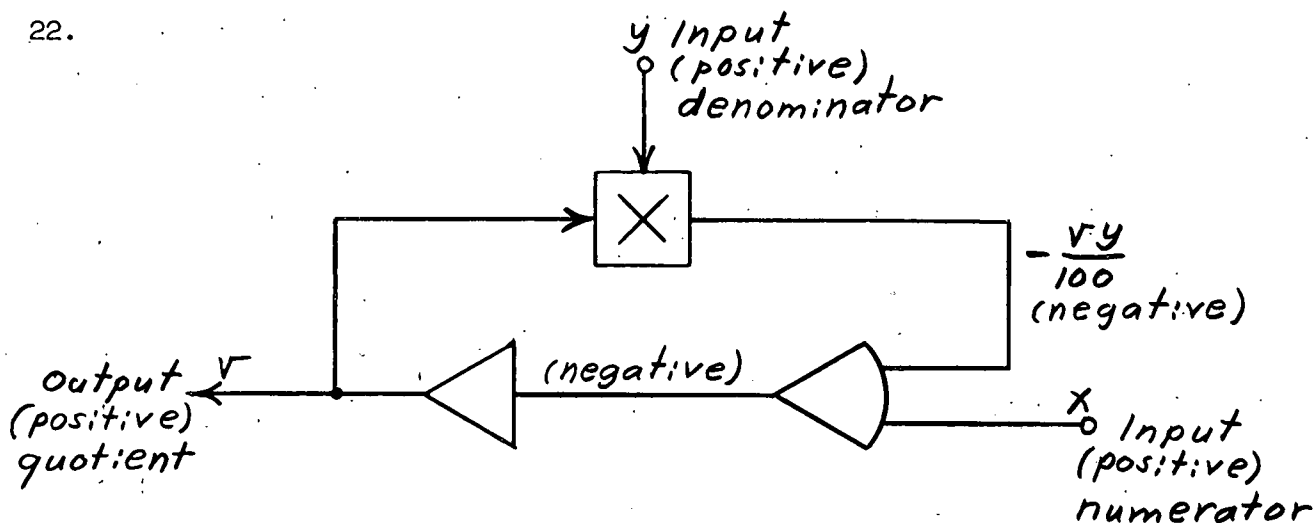 22.
y Input
(positive)
denominator
X
- vy
100
(negative)
Output v
(positive)
quotient
(negative)
x
Input
(positive)
numerator